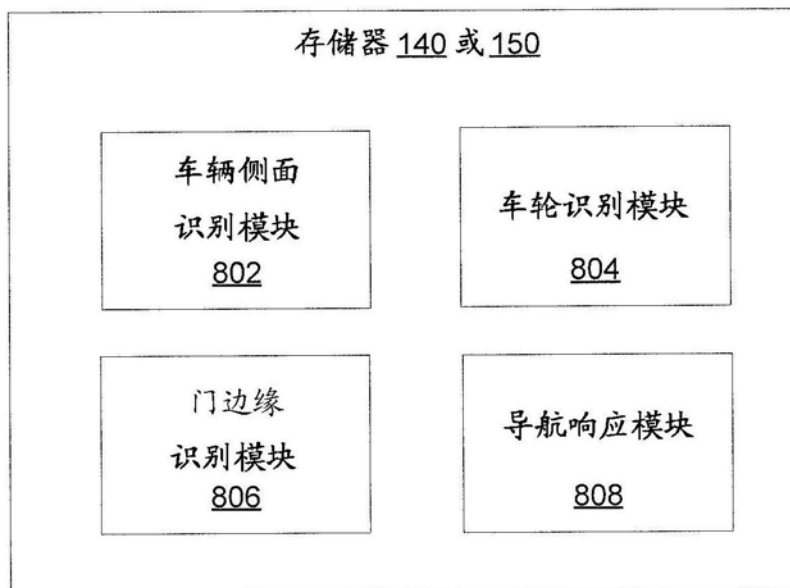 存储器 140 或 150
车辆侧面
识别模块
802
车轮识别模块
804
门边缘
识别模块
806
导航响应模块
808